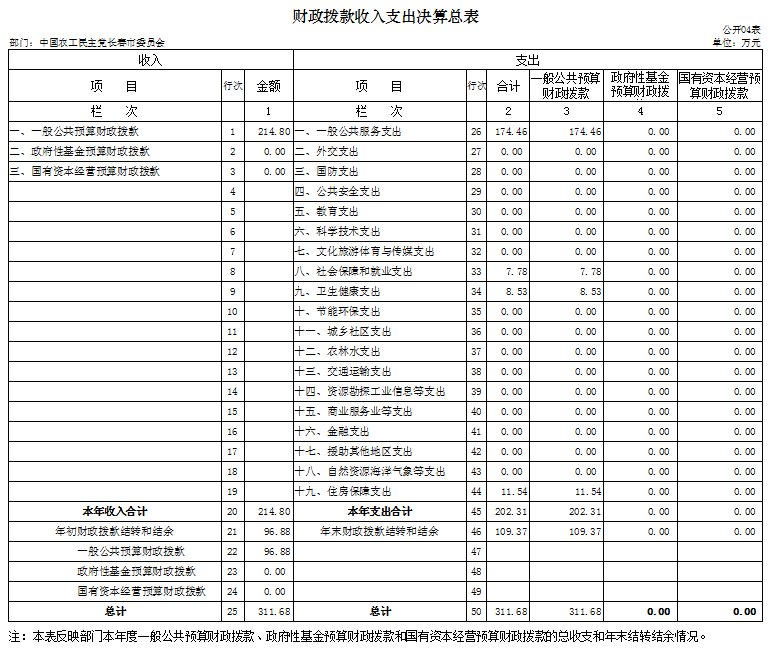 财政拨款收入支出决算总表
公开04表
部门：中国农工民主党长春市委员会 单位：万元
收入 支出
项 目 行次 金额 项 目 行次 合计 一般公共预算财政拨款 政府性基金预算财政拨 国有资本经营预算财政拨款
栏 次 1 栏 次 2 3 4 5
一、一般公共预算财政拨款 1 214.80 一、一般公共服务支出 26 174.46 174.46 0.00 0.00
二、政府性基金预算财政拨款 2 0.00 二、外交支出 27 0.00 0.00 0.00 0.00
三、国有资本经营预算财政拨款 3 0.00 三、国防支出 28 0.00 0.00 0.00 0.00
4 四、公共安全支出 29 0.00 0.00 0.00 0.00
5 五、教育支出 30 0.00 0.00 0.00 0.00
6 六、科学技术支出 31 0.00 0.00 0.00 0.00
7 七、文化旅游体育与传媒支出 32 0.00 0.00 0.00 0.00
8 八、社会保障和就业支出 33 7.78 7.78 0.00 0.00
9 九、卫生健康支出 34 8.53 8.53 0.00 0.00
10 十、节能环保支出 35 0.00 0.00 0.00 0.00
11 十一、城乡社区支出 36 0.00 0.00 0.00 0.00
12 十二、农林水支出 37 0.00 0.00 0.00 0.00
13 十三、交通运输支出 38 0.00 0.00 0.00 0.00
14 十四、资源勘探工业信息等支出 39 0.00 0.00 0.00 0.00
15 十五、商业服务业等支出 40 0.00 0.00 0.00 0.00
16 十六、金融支出 41 0.00 0.00 0.00 0.00
17 十七、援助其他地区支出 42 0.00 0.00 0.00 0.00
18 十八、自然资源海洋气象等支出 43 0.00 0.00 0.00 0.00
19 十九、住房保障支出 44 11.54 11.54 0.00 0.00
本年收入合计 20 214.80 本年支出合计 45 202.31 202.31 0.00 0.00
年初财政拨款结转和结余 21 96.88 年末财政拨款结转和结余 46 109.37 109.37 0.00 0.00
一般公共预算财政拨款 22 96.88 47
政府性基金预算财政拨款 23 0.00 48
国有资本经营预算财政拨款 24 0.00 49
总计 25 311.68 总计 50 311.68 311.68 0.00 0.00
注：本表反映部门本年度一般公共预算财政拨款、政府性基金预算财政拨款和国有资本经营预算财政拨款的总收支和年末结转结余情况。